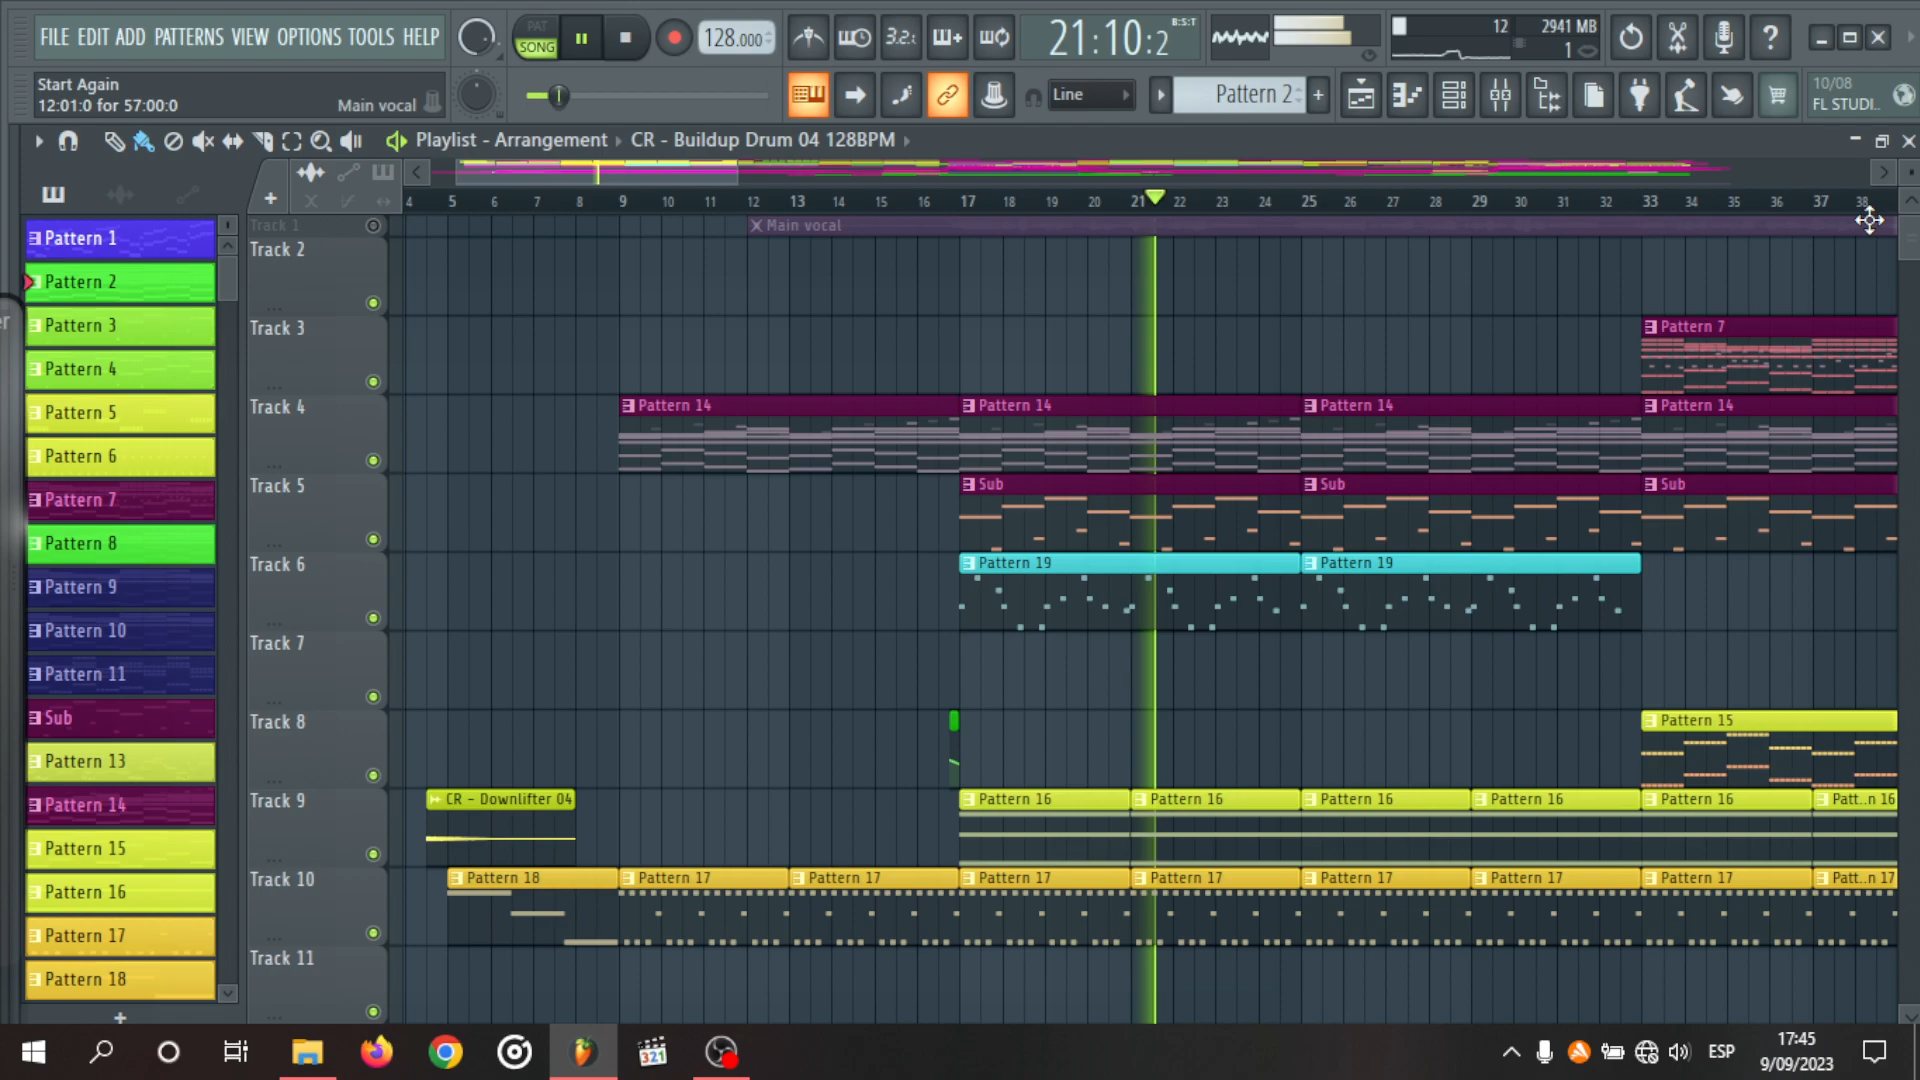 FILE EDIT ADD PATTERNS VIEW OPTIONS TOOLS HELP
PAT
SONG
128.000
3.2.
21:10:2
B:S:T
12
2941 MB
1
Start Again
12:01:0 for 57:00:0
Main vocal
Line
Pattern 2
10/08
FL STUDI..
Playlist - Arrangement
CR - Buildup Drum 04 128BPM
4 5 6 7 8 9 10 11 12 13 14 15 16 17 18 19 20 21 22 23 24 25 26 27 28 29 30 31 32 33 34 35 36 37 38
Track 1
Main vocal
Pattern 1
Pattern 2
Pattern 3
Pattern 4
Pattern 5
Pattern 6
Pattern 7
Pattern 8
Pattern 9
Pattern 10
Pattern 11
Sub
Pattern 13
Pattern 14
Pattern 15
Pattern 16
Pattern 17
Pattern 18
Track 2
Track 3
Pattern 7
Track 4
Pattern 14 Pattern 14 Pattern 14 Pattern 14
Track 5
Sub Sub Sub
Track 6
Pattern 19 Pattern 19
Track 7
Track 8
Pattern 15
Track 9
CR - Downlifter 04
Pattern 16 Pattern 16 Pattern 16 Pattern 16 Pattern 16 Patt..n 16
Track 10
Pattern 18 Pattern 17 Pattern 17 Pattern 17 Pattern 17 Pattern 17 Pattern 17 Pattern 17 Patt..n 17
Track 11
321
ESP
17:45
9/09/2023